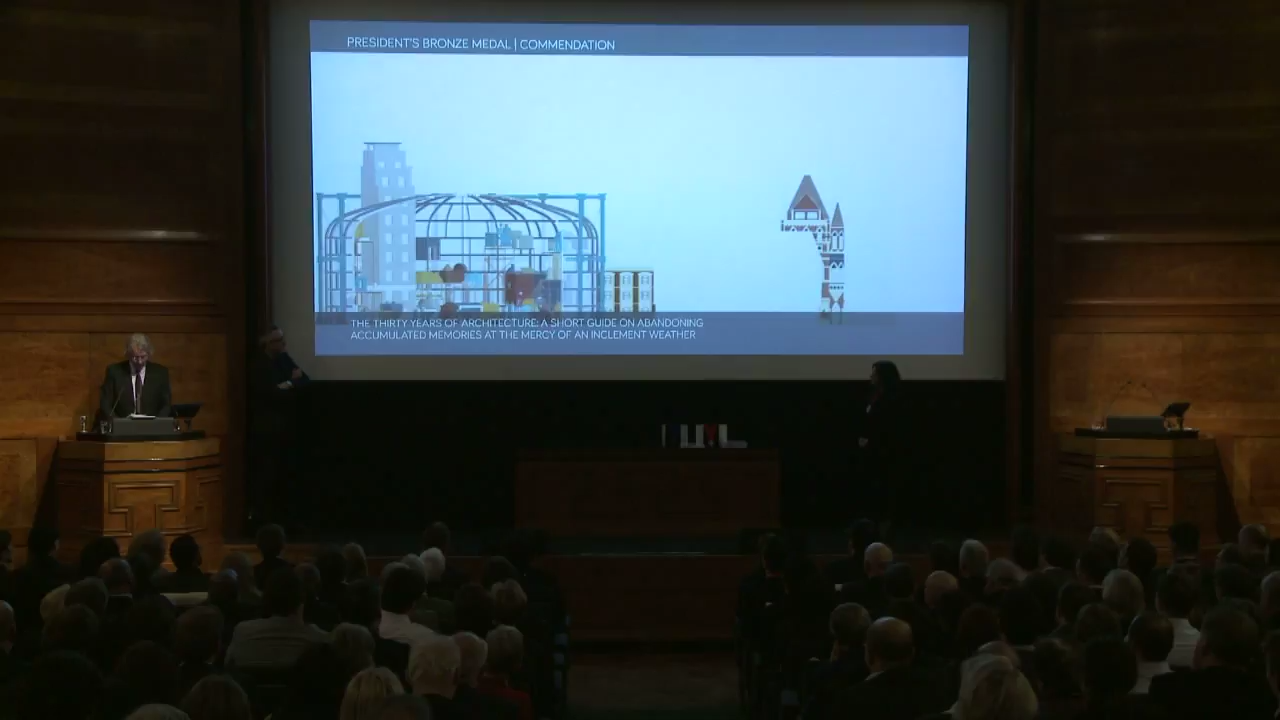 PRESIDENT'S BRONZE MEDAL | COMMENDATION
THE THIRTY YEARS OF ARCHITECTURE: A SHORT GUIDE ON ABANDONING
ACCUMULATED MEMORIES AT THE MERCY OF AN INCLEMENT WEATHER